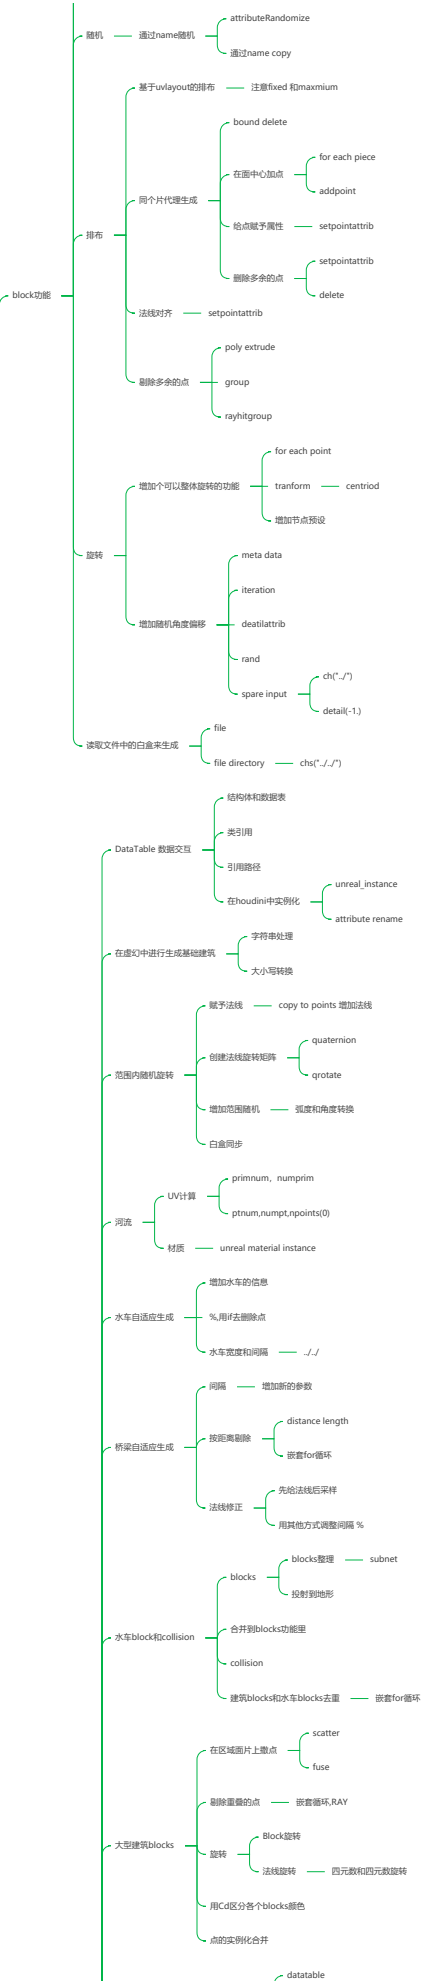 attributeRandomize
随机
通过name随机
通过name copy
基于uvlayout的排布
注意fixed 和maxmium
bound delete
for each piece
在面中心加点
addpoint
同个片代理生成
给点赋予属性
setpointattrib
排布
setpointattrib
删除多余的点
delete
block功能
法线对齐
setpointattrib
poly extrude
剔除多余的点
group
rayhitgroup
for each point
增加个可以整体旋转的功能
tranform
centriod
增加节点预设
旋转
meta data
iteration
增加随机角度偏移
deatilattrib
rand
ch("../")
spare input
detail(-1.)
file
读取文件中的白盒来生成
file directory
chs("../../")
结构体和数据表
类引用
DataTable 数据交互
引用路径
unreal_instance
在houdini中实例化
attribute rename
字符串处理
在虚幻中进行生成基础建筑
大小写转换
赋予法线
copy to points 增加法线
quaternion
创建法线旋转矩阵
qrotate
范围内随机旋转
增加范围随机
弧度和角度转换
白盒同步
primnum，numprim
UV计算
ptnum,numpt,npoints(0)
河流
材质
unreal material instance
增加水车的信息
水车自适应生成
%,用if去删除点
水车宽度和间隔
../../
间隔
增加新的参数
distance length
按距离剔除
嵌套for循环
桥梁自适应生成
先给法线后采样
法线修正
用其他方式调整间隔 %
blocks整理
subnet
blocks
投射到地形
合并到blocks功能里
水车block和collision
collision
建筑blocks和水车blocks去重
嵌套for循环
scatter
在区域面片上撒点
fuse
剔除重叠的点
嵌套循环,RAY
大型建筑blocks
Block旋转
旋转
法线旋转
四元数和四元数旋转
用Cd区分各个blocks颜色
点的实例化合并
datatable